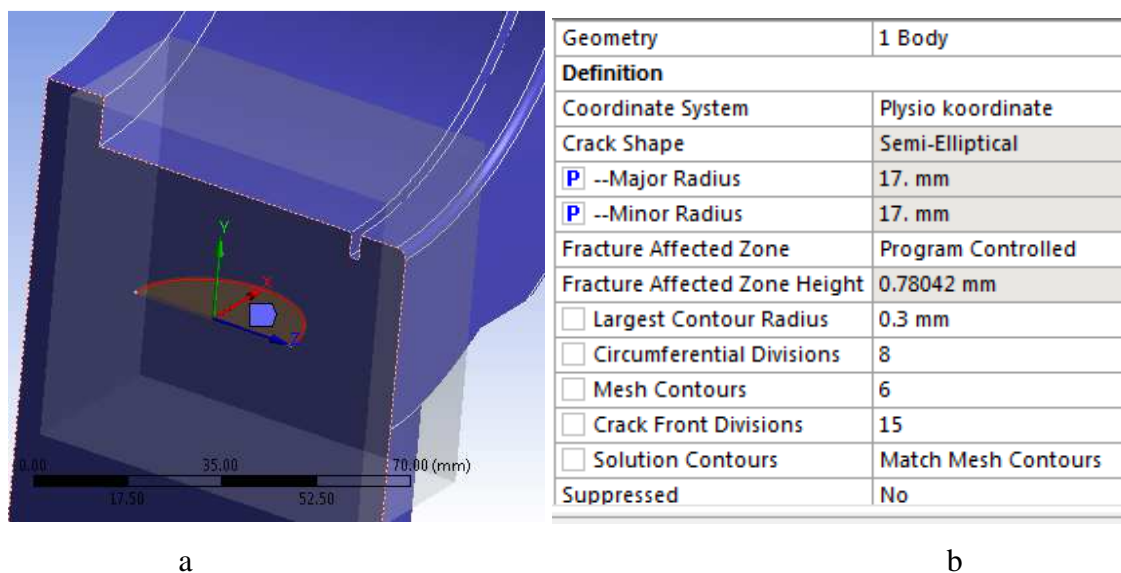 Y
X
Z
0.00 35.00 70.00 (mm)
17.50 52.50
a
Geometry 1 Body
Definition
Coordinate System Plysio koordinate
Crack Shape Semi-Elliptical
P --Major Radius 17. mm
P --Minor Radius 17. mm
Fracture Affected Zone Program Controlled
Fracture Affected Zone Height 0.78042 mm
Largest Contour Radius 0.3 mm
Circumferential Divisions 8
Mesh Contours 6
Crack Front Divisions 15
Solution Contours Match Mesh Contours
Suppressed No
b